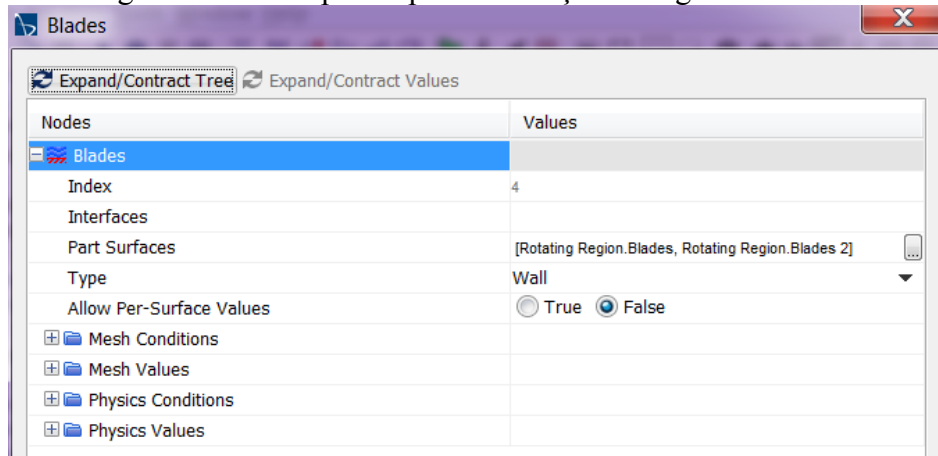 Blades
Expand/Contract Tree Expand/Contract Values
Nodes Values
Blades
Index 4
Interfaces
Part Surfaces [Rotating Region.Blades, Rotating Region.Blades 2] ...
Type Wall
Allow Per-Surface Values True False
Mesh Conditions
Mesh Values
Physics Conditions
Physics Values